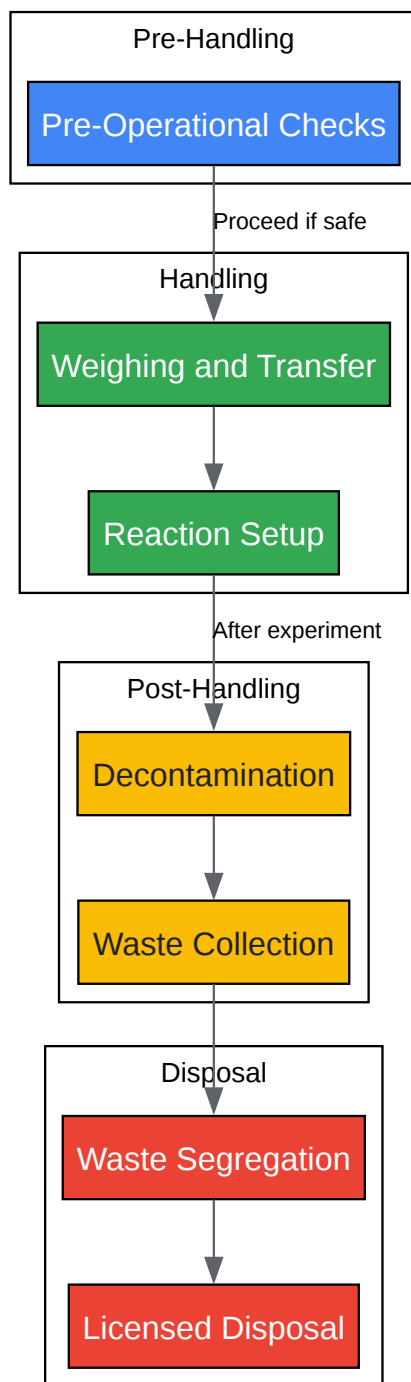 Pre-Handling
Pre-Operational Checks
Proceed if safe
Handling
Weighing and Transfer
Reaction Setup
After experiment
Post-Handling
Decontamination
Waste Collection
Disposal
Waste Segregation
Licensed Disposal